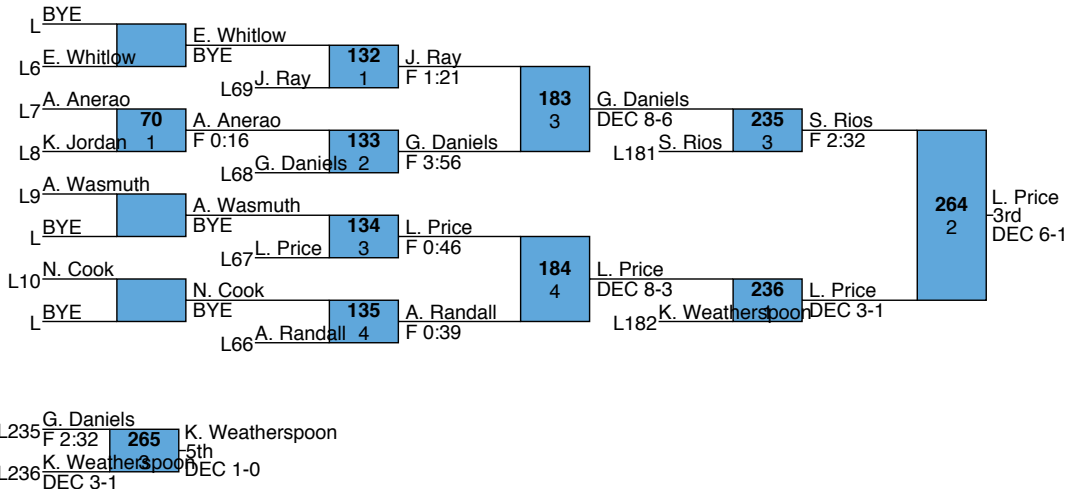 BYE
L
E. Whitlow
L6
E. Whitlow
BYE
132
1
J. Ray
L69
J. Ray
F 1:21
A. Anerao
L7
70
1
K. Jordan
L8
A. Anerao
F 0:16
133
2
G. Daniels
L68
G. Daniels
F 3:56
183
3
G. Daniels
DEC 8-6
235
3
S. Rios
L181
S. Rios
F 2:32
A. Wasmuth
L9
BYE
L
A. Wasmuth
BYE
134
3
L. Price
L67
L. Price
F 0:46
N. Cook
L10
BYE
L
N. Cook
BYE
135
4
A. Randall
L66
A. Randall
F 0:39
184
4
L. Price
DEC 8-3
236
1
K. Weatherspoon
L182
L. Price
DEC 3-1
264
2
L. Price
3rd
DEC 6-1
G. Daniels
L235
F 2:32
265
3
K. Weatherspoon
L236
DEC 3-1
K. Weatherspoon
5th
DEC 1-0